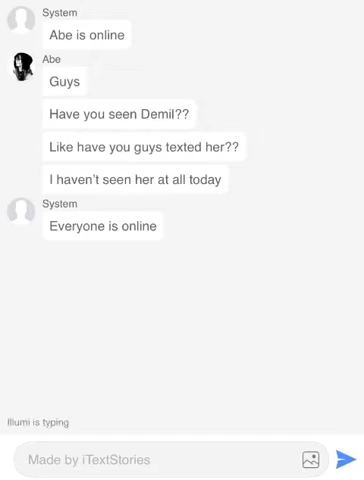 System
Abe is online
Abe
Guys
Have you seen Demil??
Like have you guys texted her??
I haven't seen her at all today
System
Everyone is online
Illumi is typing
Made by iTextStories